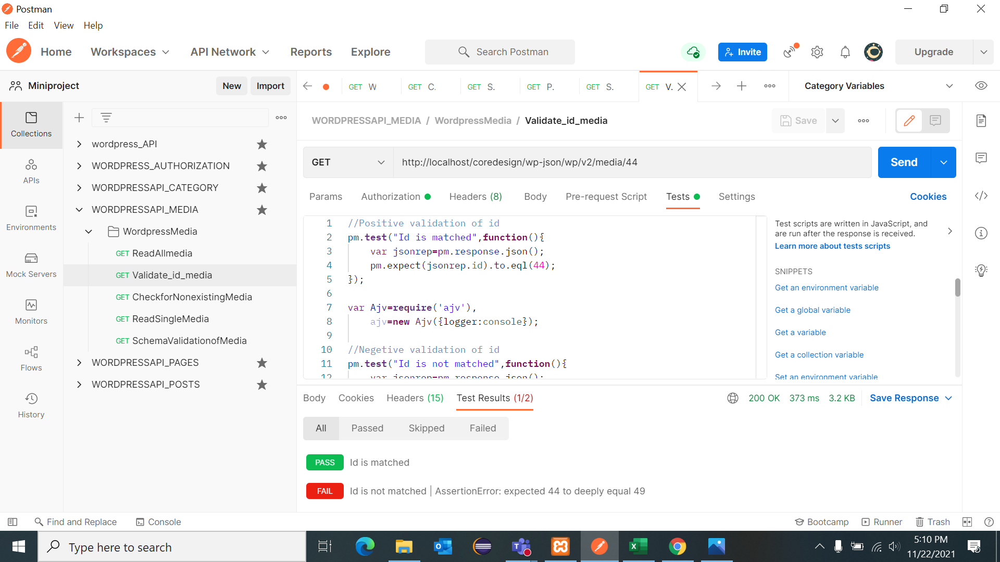 Postman
File Edit View Help
Home Workspaces API Network Reports Explore Search Postman Invite Upgrade
Miniproject New Import
GET W GET C. GET S. GET P. GET S. GET V. Category Variables
Collections
APIs
Environments
Mock Servers
Monitors
Flows
History
wordpress_API
WORDPRESS_AUTHORIZATION
WORDPRESSAPI_CATEGORY
WORDPRESSAPI_MEDIA
WordpressMedia
GET ReadAllmedia
GET Validate_id_media
GET CheckforNonexistingMedia
GET ReadSingleMedia
GET SchemaValidationofMedia
WORDPRESSAPI_PAGES
WORDPRESSAPI_POSTS
WORDPRESSAPI_MEDIA / WordpressMedia / Validate_id_media Save
GET http://localhost/coredesign/wp-json/wp/v2/media/44 Send
Params Authorization Headers (8) Body Pre-request Script Tests Settings Cookies
1 //Positive validation of id
2 pm.test("Id is matched",function(){
3 var jsonrep=pm.response.json();
4 pm.expect(jsonrep.id).to.eql(44);
5 });
6
7 var Ajv=require('ajv'),
8 ajv=new Ajv({logger:console});
9
10 //Negetive validation of id
11 pm.test("Id is not matched",function(){
12 var jsonrep=pm.response.json();
Test scripts are written in JavaScript, and
are run after the response is received.
Learn more about tests scripts
SNIPPETS
Get an environment variable
Get a global variable
Get a variable
Get a collection variable
Set an environment variable
Body Cookies Headers (15) Test Results (1/2) 200 OK 373 ms 3.2 KB Save Response
All Passed Skipped Failed
PASS Id is matched
FAIL Id is not matched | AssertionError: expected 44 to deeply equal 49
Find and Replace Console Bootcamp Runner Trash
Type here to search
5:10 PM
11/22/2021